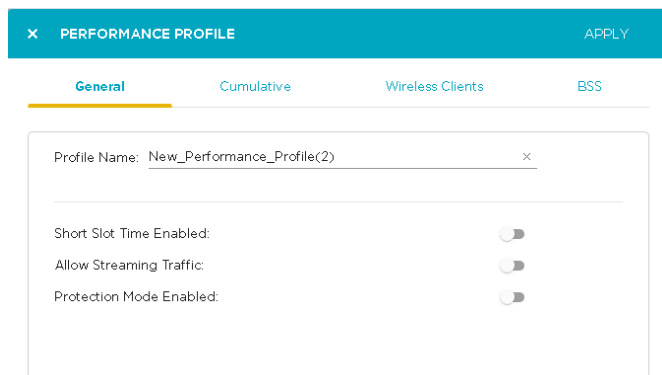 × PERFORMANCE PROFILE APPLY
General Cumulative Wireless Clients BSS
Profile Name: New_Performance_Profile(2) ×
Short Slot Time Enabled:
Allow Streaming Traffic:
Protection Mode Enabled: